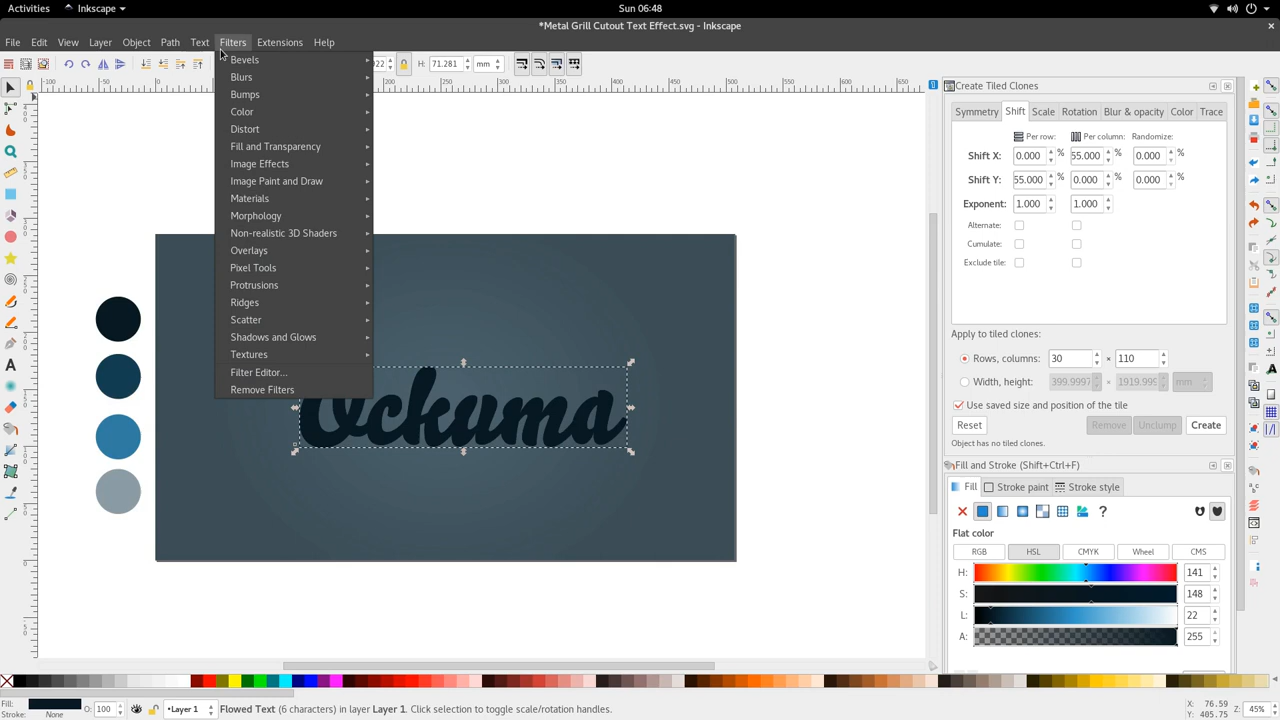 Activities Inkscape Sun 06:48
*Metal Grill Cutout Text Effect.svg - Inkscape
File Edit View Layer Object Path Text Filters Extensions Help
H: 71.281 mm
Bevels
Blurs
Bumps
Color
Distort
Fill and Transparency
Image Effects
Image Paint and Draw
Materials
Morphology
Non-realistic 3D Shaders
Overlays
Pixel Tools
Protrusions
Ridges
Scatter
Shadows and Glows
Textures
Filter Editor...
Remove Filters
Ockuma
Create Tiled Clones
Symmetry Shift Scale Rotation Blur & opacity Color Trace
Per row: Per column: Randomize:
Shift X: 0.000 % 55.000 % 0.000 %
Shift Y: 55.000 % 0.000 % 0.000 %
Exponent: 1.000 1.000
Alternate:
Cumulate:
Exclude tile:
Apply to tiled clones:
Rows, columns: 30 × 110
Width, height: 399.9997 × 1919.999 mm
Use saved size and position of the tile
Reset Remove Unclump Create
Object has no tiled clones.
Fill and Stroke (Shift+Ctrl+F)
Fill Stroke paint Stroke style
?
Flat color
RGB HSL CMYK Wheel CMS
H: 141
S: 148
L: 22
A: 255
Fill: O: 100 •Layer 1 Flowed Text (6 characters) in layer Layer 1. Click selection to toggle scale/rotation handles. X: 76.59 Z: 45%
Stroke: None Y: 405.75